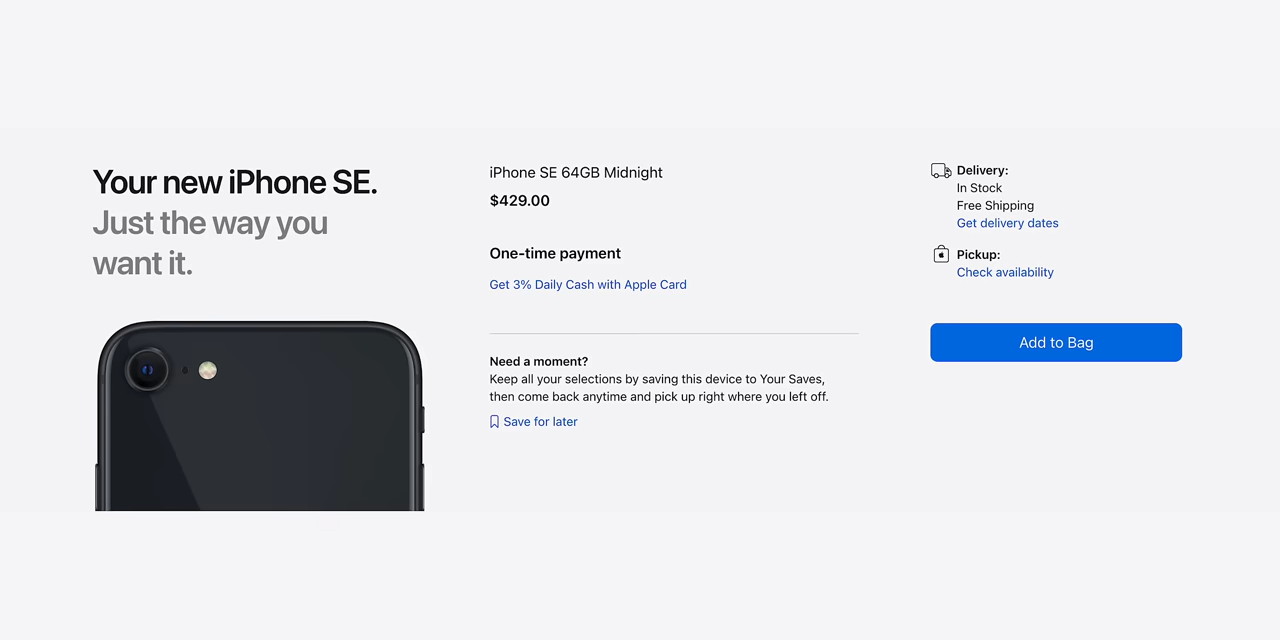 Your new iPhone SE.
Just the way you
want it.
iPhone SE 64GB Midnight
$429.00
One-time payment
Get 3% Daily Cash with Apple Card
Need a moment?
Keep all your selections by saving this device to Your Saves,
then come back anytime and pick up right where you left off.
Save for later
Delivery:
In Stock
Free Shipping
Get delivery dates
Pickup:
Check availability
Add to Bag